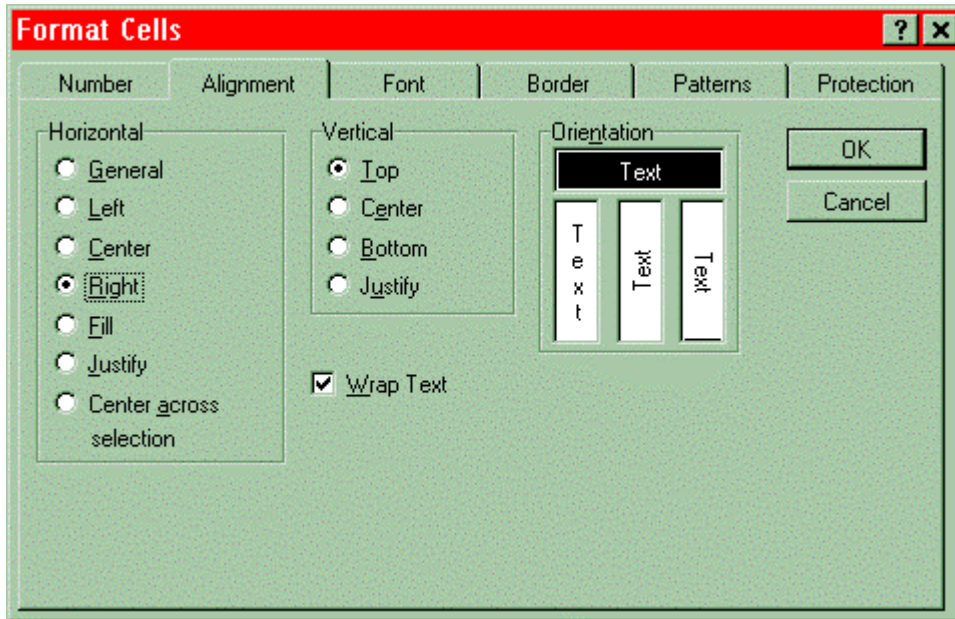 Format Cells
? ×
Number Alignment Font Border Patterns Protection
Horizontal
General
Left
Center
Right
Fill
Justify
Center across
selection
Vertical
Top
Center
Bottom
Justify
Wrap Text
Orientation
Text
T
e
x
t
Text
Text
OK
Cancel